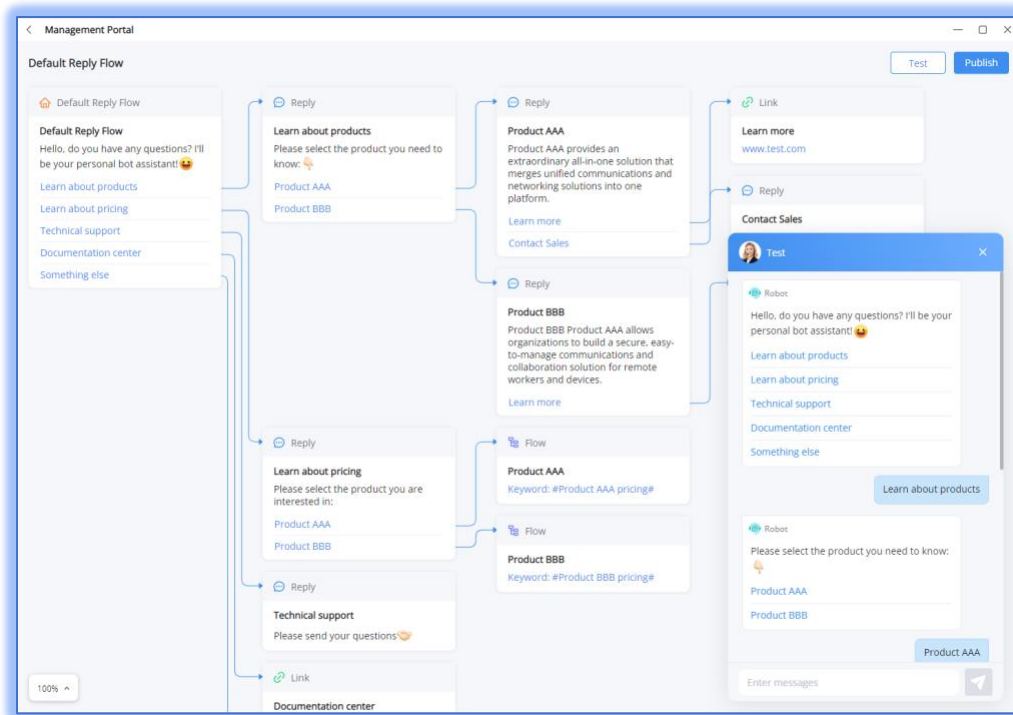 Management Portal
Default Reply Flow
Test
Publish
Default Reply Flow
Default Reply Flow
Hello, do you have any questions? I'll
be your personal bot assistant!😆
Learn about products
Learn about pricing
Technical support
Documentation center
Something else
Reply
Learn about products
Please select the product you need to
know: 👇🏻
Product AAA
Product BBB
Reply
Product AAA
Product AAA provides an
extraordinary all-in-one solution that
merges unified communications and
networking solutions into one
platform.
Learn more
Contact Sales
Link
Learn more
www.test.com
Reply
Contact Sales
Reply
Product BBB
Product BBB Product AAA allows
organizations to build a secure, easy-
to-manage communications and
collaboration solution for remote
workers and devices.
Learn more
Reply
Learn about pricing
Please select the product you are
interested in:
Product AAA
Product BBB
Flow
Product AAA
Keyword: #Product AAA pricing#
Flow
Product BBB
Keyword: #Product BBB pricing#
Reply
Technical support
Please send your questions🤝🏻
Link
Documentation center
100%
Test
Robot
Hello, do you have any questions? I'll be your
personal bot assistant!😆
Learn about products
Learn about pricing
Technical support
Documentation center
Something else
Learn about products
Robot
Please select the product you need to know:
👇🏻
Product AAA
Product BBB
Product AAA
Enter messages